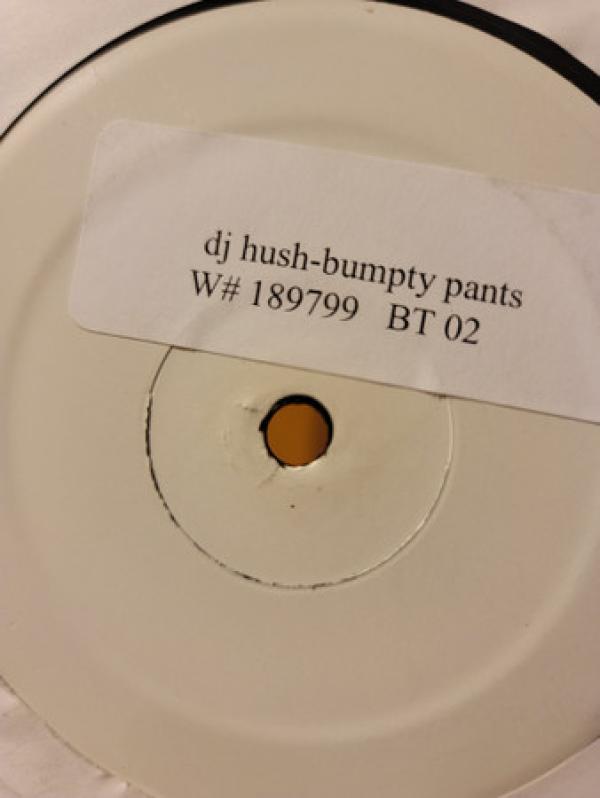 dj hush-bumpty pants
W# 189799 BT 02